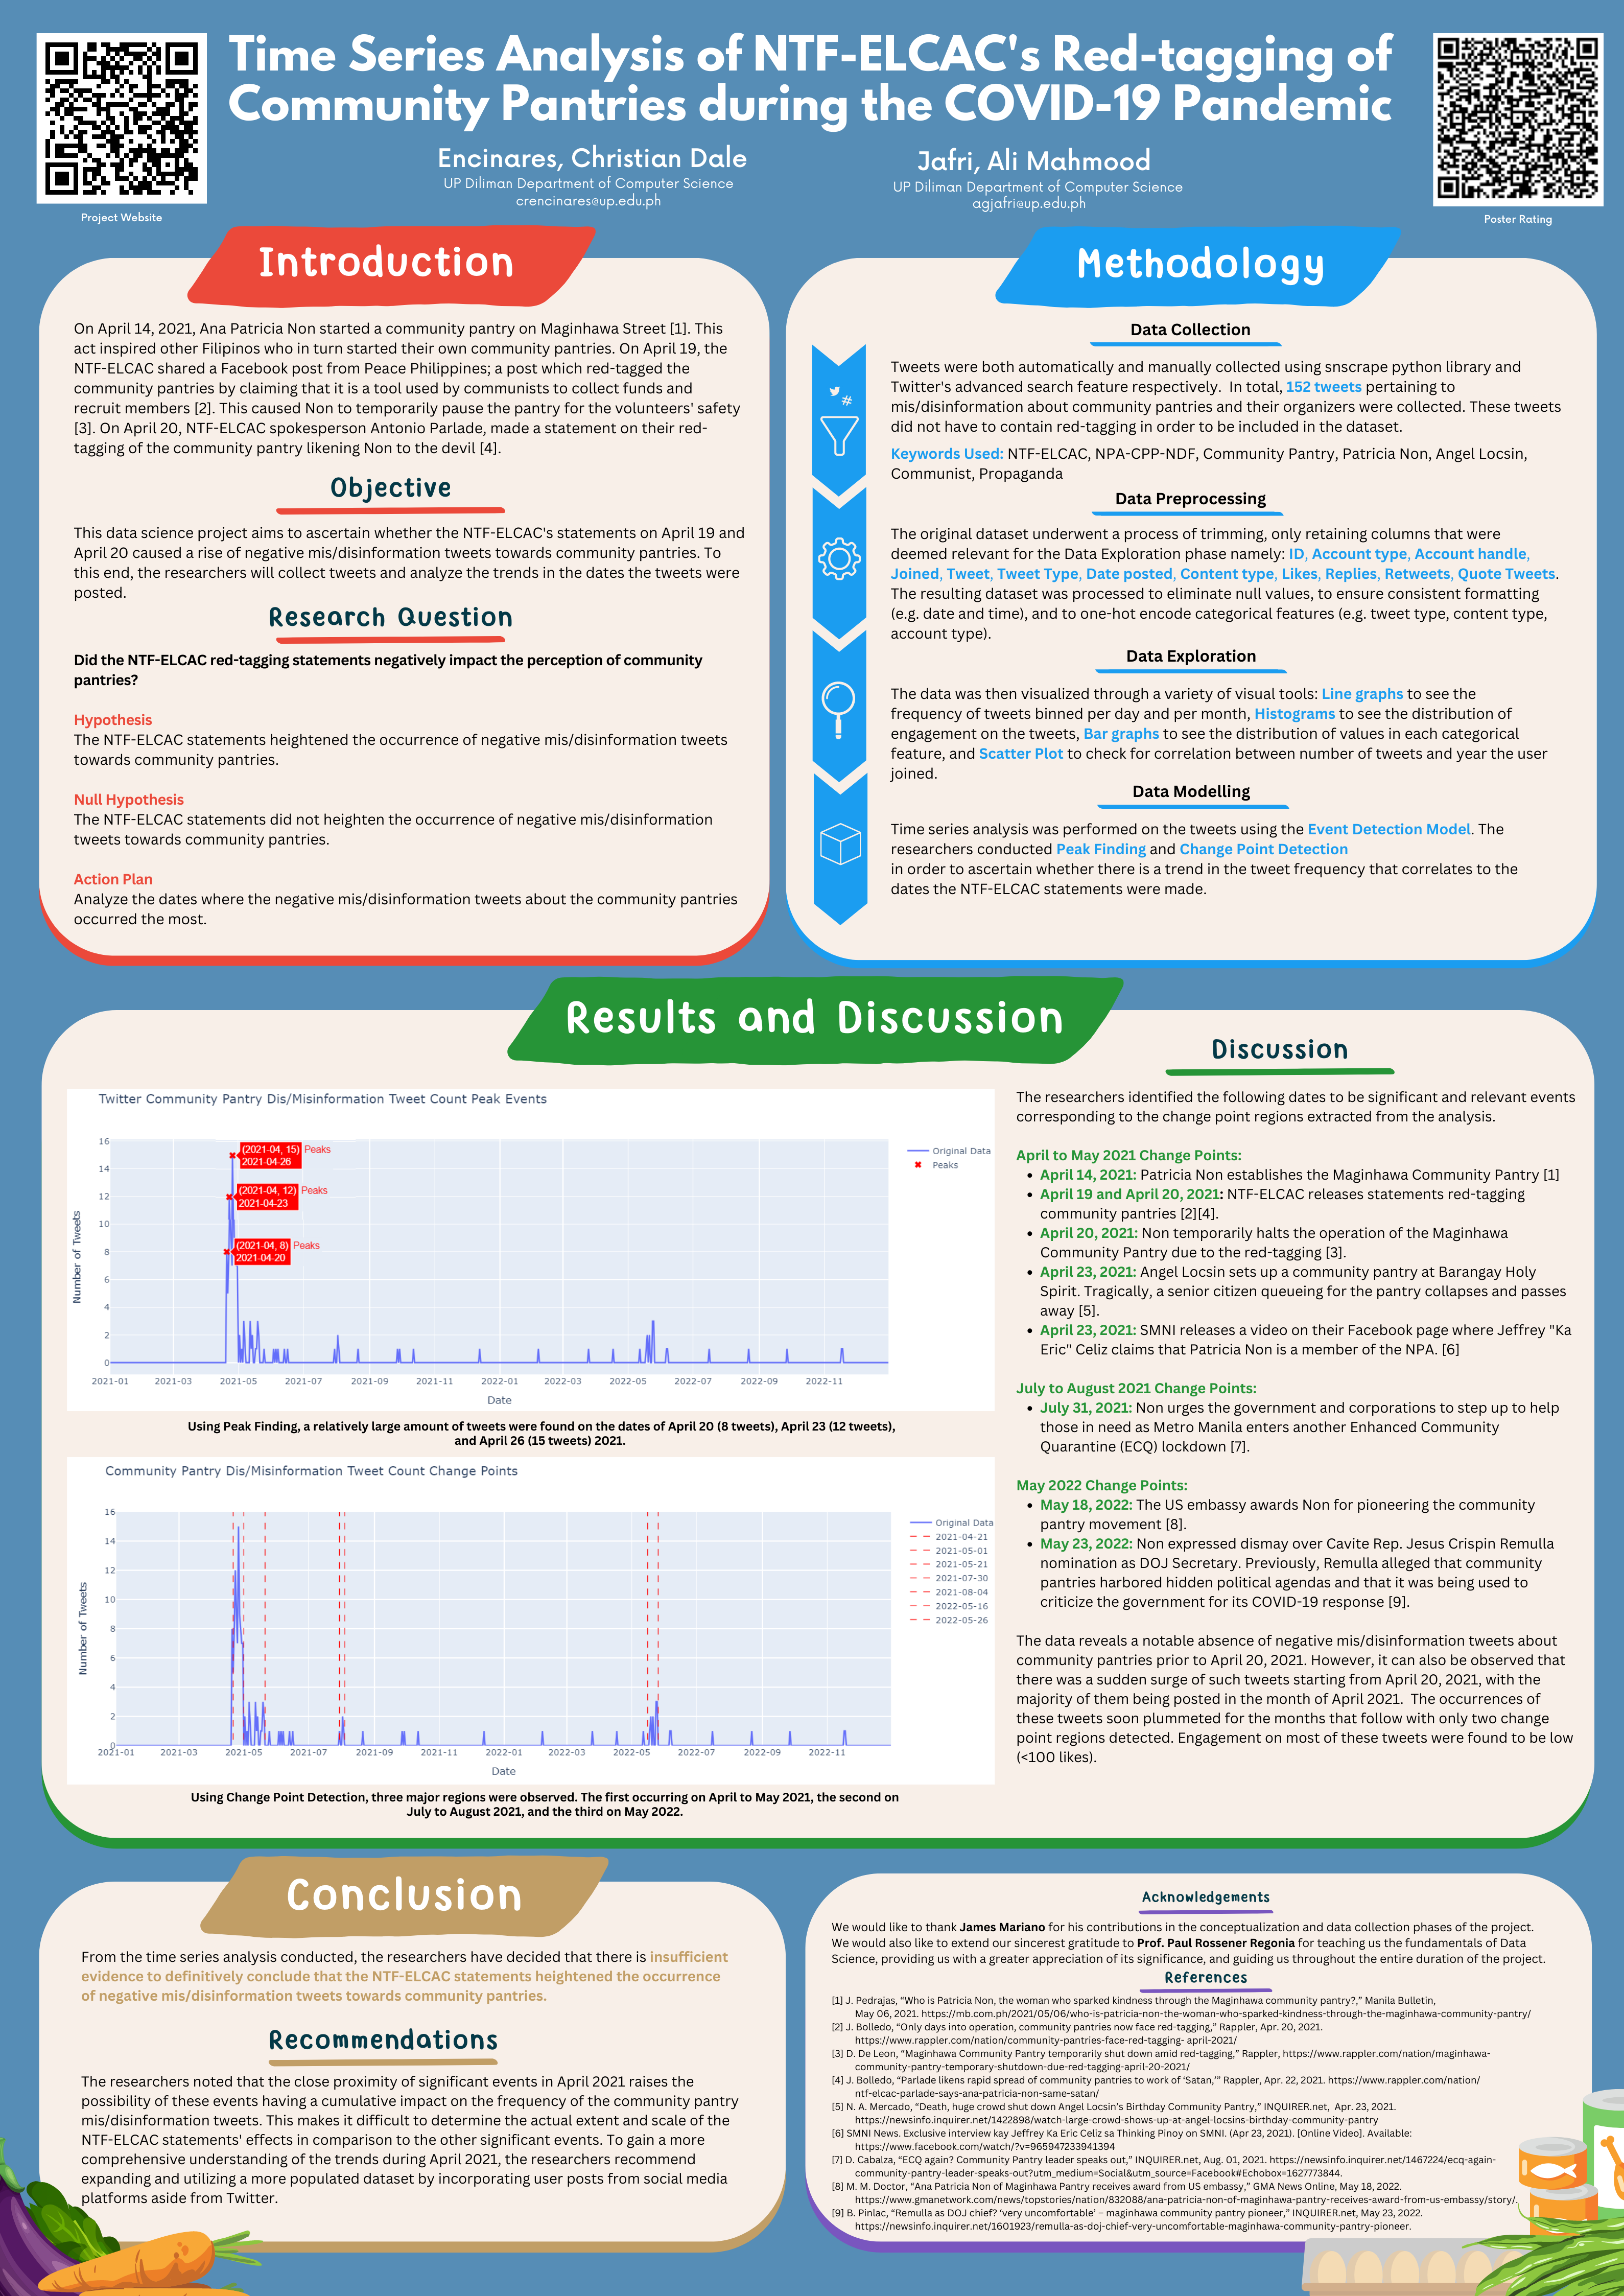 Time Series Analysis of NTF-ELCAC's Red-tagging of
Community Pantries during the COVID-19 Pandemic
Encinares, Christian Dale
UP Diliman Department of Computer Science
crencinares@up.edu.ph
Jafri, Ali Mahmood
UP Diliman Department of Computer Science
agjafri@up.edu.ph
Project Website
Poster Rating
Introduction
On April 14, 2021, Ana Patricia Non started a community pantry on Maginhawa Street [1]. This
act inspired other Filipinos who in turn started their own community pantries. On April 19, the
NTF-ELCAC shared a Facebook post from Peace Philippines; a post which red-tagged the
community pantries by claiming that it is a tool used by communists to collect funds and
recruit members [2]. This caused Non to temporarily pause the pantry for the volunteers' safety
[3]. On April 20, NTF-ELCAC spokesperson Antonio Parlade, made a statement on their red-
tagging of the community pantry likening Non to the devil [4].
Objective
This data science project aims to ascertain whether the NTF-ELCAC's statements on April 19 and
April 20 caused a rise of negative mis/disinformation tweets towards community pantries. To
this end, the researchers will collect tweets and analyze the trends in the dates the tweets were
posted.
Research Question
Did the NTF-ELCAC red-tagging statements negatively impact the perception of community
pantries?
Hypothesis
The NTF-ELCAC statements heightened the occurrence of negative mis/disinformation tweets
towards community pantries.
Null Hypothesis
The NTF-ELCAC statements did not heighten the occurrence of negative mis/disinformation
tweets towards community pantries.
Action Plan
Analyze the dates where the negative mis/disinformation tweets about the community pantries
occurred the most.
Methodology
Data Collection
Tweets were both automatically and manually collected using snscrape python library and
Twitter's advanced search feature respectively. In total, 152 tweets pertaining to
mis/disinformation about community pantries and their organizers were collected. These tweets
did not have to contain red-tagging in order to be included in the dataset.
Keywords Used: NTF-ELCAC, NPA-CPP-NDF, Community Pantry, Patricia Non, Angel Locsin,
Communist, Propaganda
#
Data Preprocessing
The original dataset underwent a process of trimming, only retaining columns that were
deemed relevant for the Data Exploration phase namely: ID, Account type, Account handle,
Joined, Tweet, Tweet Type, Date posted, Content type, Likes, Replies, Retweets, Quote Tweets.
The resulting dataset was processed to eliminate null values, to ensure consistent formatting
(e.g. date and time), and to one-hot encode categorical features (e.g. tweet type, content type,
account type).
Data Exploration
The data was then visualized through a variety of visual tools: Line graphs to see the
frequency of tweets binned per day and per month, Histograms to see the distribution of
engagement on the tweets, Bar graphs to see the distribution of values in each categorical
feature, and Scatter Plot to check for correlation between number of tweets and year the user
joined.
Data Modelling
Time series analysis was performed on the tweets using the Event Detection Model. The
researchers conducted Peak Finding and Change Point Detection
in order to ascertain whether there is a trend in the tweet frequency that correlates to the
dates the NTF-ELCAC statements were made.
Results and Discussion
Twitter Community Pantry Dis/Misinformation Tweet Count Peak Events
16
14
12
10
8
6
4
2
0
Number of Tweets
(2021-04, 15) Peaks
2021-04-26
(2021-04, 12) Peaks
2021-04-23
(2021-04, 8) Peaks
2021-04-20
Original Data
Peaks
2021-01 2021-03 2021-05 2021-07 2021-09 2021-11 2022-01 2022-03 2022-05 2022-07 2022-09 2022-11
Date
Using Peak Finding, a relatively large amount of tweets were found on the dates of April 20 (8 tweets), April 23 (12 tweets),
and April 26 (15 tweets) 2021.
Community Pantry Dis/Misinformation Tweet Count Change Points
16
14
12
10
8
6
4
2
0
Number of Tweets
Original Data
2021-04-21
2021-05-01
2021-05-21
2021-07-30
2021-08-04
2022-05-16
2022-05-26
2021-01 2021-03 2021-05 2021-07 2021-09 2021-11 2022-01 2022-03 2022-05 2022-07 2022-09 2022-11
Date
Using Change Point Detection, three major regions were observed. The first occurring on April to May 2021, the second on
July to August 2021, and the third on May 2022.
Discussion
The researchers identified the following dates to be significant and relevant events
corresponding to the change point regions extracted from the analysis.
April to May 2021 Change Points:
• April 14, 2021: Patricia Non establishes the Maginhawa Community Pantry [1]
• April 19 and April 20, 2021: NTF-ELCAC releases statements red-tagging
community pantries [2][4].
• April 20, 2021: Non temporarily halts the operation of the Maginhawa
Community Pantry due to the red-tagging [3].
• April 23, 2021: Angel Locsin sets up a community pantry at Barangay Holy
Spirit. Tragically, a senior citizen queueing for the pantry collapses and passes
away [5].
• April 23, 2021: SMNI releases a video on their Facebook page where Jeffrey "Ka
Eric" Celiz claims that Patricia Non is a member of the NPA. [6]
July to August 2021 Change Points:
• July 31, 2021: Non urges the government and corporations to step up to help
those in need as Metro Manila enters another Enhanced Community
Quarantine (ECQ) lockdown [7].
May 2022 Change Points:
• May 18, 2022: The US embassy awards Non for pioneering the community
pantry movement [8].
• May 23, 2022: Non expressed dismay over Cavite Rep. Jesus Crispin Remulla
nomination as DOJ Secretary. Previously, Remulla alleged that community
pantries harbored hidden political agendas and that it was being used to
criticize the government for its COVID-19 response [9].
The data reveals a notable absence of negative mis/disinformation tweets about
community pantries prior to April 20, 2021. However, it can also be observed that
there was a sudden surge of such tweets starting from April 20, 2021, with the
majority of them being posted in the month of April 2021. The occurrences of
these tweets soon plummeted for the months that follow with only two change
point regions detected. Engagement on most of these tweets were found to be low
(<100 likes).
Conclusion
From the time series analysis conducted, the researchers have decided that there is insufficient
evidence to definitively conclude that the NTF-ELCAC statements heightened the occurrence
of negative mis/disinformation tweets towards community pantries.
Recommendations
The researchers noted that the close proximity of significant events in April 2021 raises the
possibility of these events having a cumulative impact on the frequency of the community pantry
mis/disinformation tweets. This makes it difficult to determine the actual extent and scale of the
NTF-ELCAC statements' effects in comparison to the other significant events. To gain a more
comprehensive understanding of the trends during April 2021, the researchers recommend
expanding and utilizing a more populated dataset by incorporating user posts from social media
platforms aside from Twitter.
Acknowledgements
We would like to thank James Mariano for his contributions in the conceptualization and data collection phases of the project.
We would also like to extend our sincerest gratitude to Prof. Paul Rossener Regonia for teaching us the fundamentals of Data
Science, providing us with a greater appreciation of its significance, and guiding us throughout the entire duration of the project.
References
[1] J. Pedrajas, “Who is Patricia Non, the woman who sparked kindness through the Maginhawa community pantry?,” Manila Bulletin,
May 06, 2021. https://mb.com.ph/2021/05/06/who-is-patricia-non-the-woman-who-sparked-kindness-through-the-maginhawa-community-pantry/
[2] J. Bolledo, “Only days into operation, community pantries now face red-tagging,” Rappler, Apr. 20, 2021.
https://www.rappler.com/nation/community-pantries-face-red-tagging- april-2021/
[3] D. De Leon, “Maginhawa Community Pantry temporarily shut down amid red-tagging,” Rappler, https://www.rappler.com/nation/maginhawa-
community-pantry-temporary-shutdown-due-red-tagging-april-20-2021/
[4] J. Bolledo, “Parlade likens rapid spread of community pantries to work of ‘Satan,’” Rappler, Apr. 22, 2021. https://www.rappler.com/nation/
ntf-elcac-parlade-says-ana-patricia-non-same-satan/
[5] N. A. Mercado, “Death, huge crowd shut down Angel Locsin’s Birthday Community Pantry,” INQUIRER.net, Apr. 23, 2021.
https://newsinfo.inquirer.net/1422898/watch-large-crowd-shows-up-at-angel-locsins-birthday-community-pantry
[6] SMNI News. Exclusive interview kay Jeffrey Ka Eric Celiz sa Thinking Pinoy on SMNI. (Apr 23, 2021). [Online Video]. Available:
https://www.facebook.com/watch/?v=965947233941394
[7] D. Cabalza, “ECQ again? Community Pantry leader speaks out,” INQUIRER.net, Aug. 01, 2021. https://newsinfo.inquirer.net/1467224/ecq-again-
community-pantry-leader-speaks-out?utm_medium=Social&utm_source=Facebook#Echobox=1627773844.
[8] M. M. Doctor, “Ana Patricia Non of Maginhawa Pantry receives award from US embassy,” GMA News Online, May 18, 2022.
https://www.gmanetwork.com/news/topstories/nation/832088/ana-patricia-non-of-maginhawa-pantry-receives-award-from-us-embassy/story/.
[9] B. Pinlac, “Remulla as DOJ chief? ‘very uncomfortable’ – maginhawa community pantry pioneer,” INQUIRER.net, May 23, 2022.
https://newsinfo.inquirer.net/1601923/remulla-as-doj-chief-very-uncomfortable-maginhawa-community-pantry-pioneer.